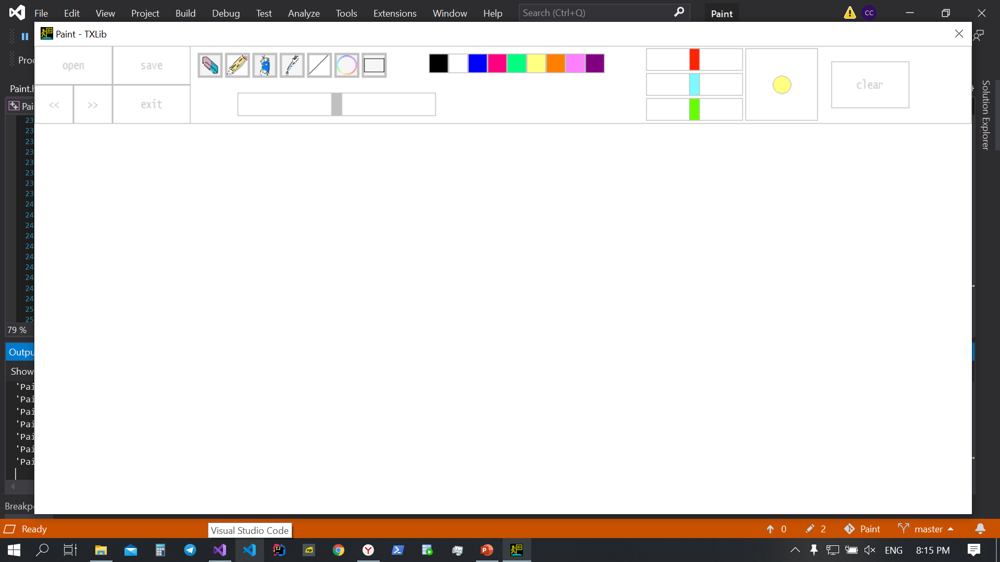 File Edit View Project Build Debug Test Analyze Tools Extensions Window Help Search (Ctrl+Q) Paint CC
Paint - TXLib
Proc
open save
clear
<< >> exit
Paint.h
Pai
Solution Explorer
23
23
23
23
23
23
23
23
24
24
24
24
24
24
24
24
24
24
25
25
79 %
Outpu
Show
'Pai
'Pai
'Pai
'Pai
'Pai
'Pai
'Pai
Breakp
Ready
Visual Studio Code
0 2 Paint master
ENG 8:15 PM